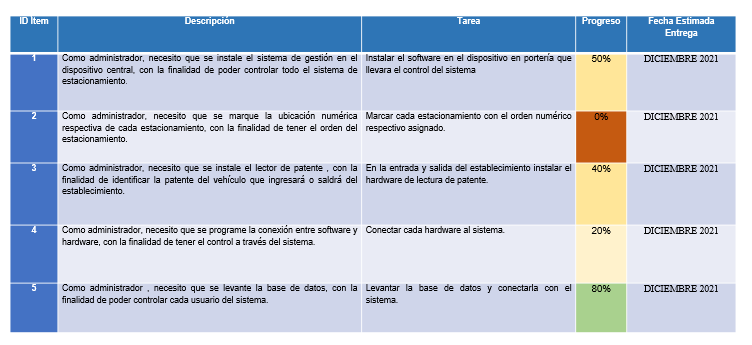 ID Item Descripción Tarea Progreso Fecha Estimada
Entrega
1 Como administrador, necesito que se instale el sistema de gestión en el Instalar el software en el dispositivo en portería que 50% DICIEMBRE 2021
dispositivo central, con la finalidad de poder controlar todo el sistema de llevara el control del sistema
estacionamiento.
2 Como administrador, necesito que se marque la ubicación numérica Marcar cada estacionamiento con el orden numérico 0% DICIEMBRE 2021
respectiva de cada estacionamiento, con la finalidad de tener el orden del respectivo asignado.
estacionamiento.
3 Como administrador, necesito que se instale el lector de patente , con la En la entrada y salida del establecimiento instalar el 40% DICIEMBRE 2021
finalidad de identificar la patente del vehículo que ingresará o saldrá del hardware de lectura de patente.
establecimiento.
4 Como administrador, necesito que se programe la conexión entre software y Conectar cada hardware al sistema. 20% DICIEMBRE 2021
hardware, con la finalidad de tener el control a través del sistema.
5 Como administrador , necesito que se levante la base de datos, con la Levantar la base de datos y conectarla con el 80% DICIEMBRE 2021
finalidad de poder controlar cada usuario del sistema. sistema.